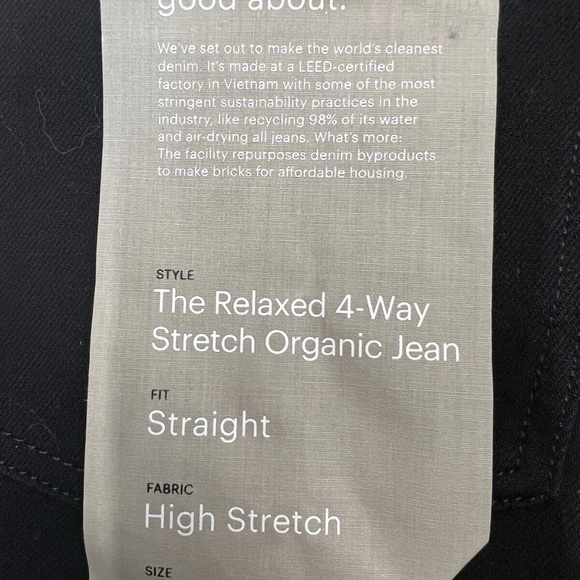 good about.
We've set out to make the world's cleanest
denim. It's made at a LEED-certified
factory in Vietnam with some of the most
stringent sustainability practices in the
industry, like recycling 98% of its water
and air-drying all jeans. What's more:
The facility repurposes denim byproducts
to make bricks for affordable housing.
STYLE
The Relaxed 4-Way
Stretch Organic Jean
FIT
Straight
FABRIC
High Stretch
SIZE